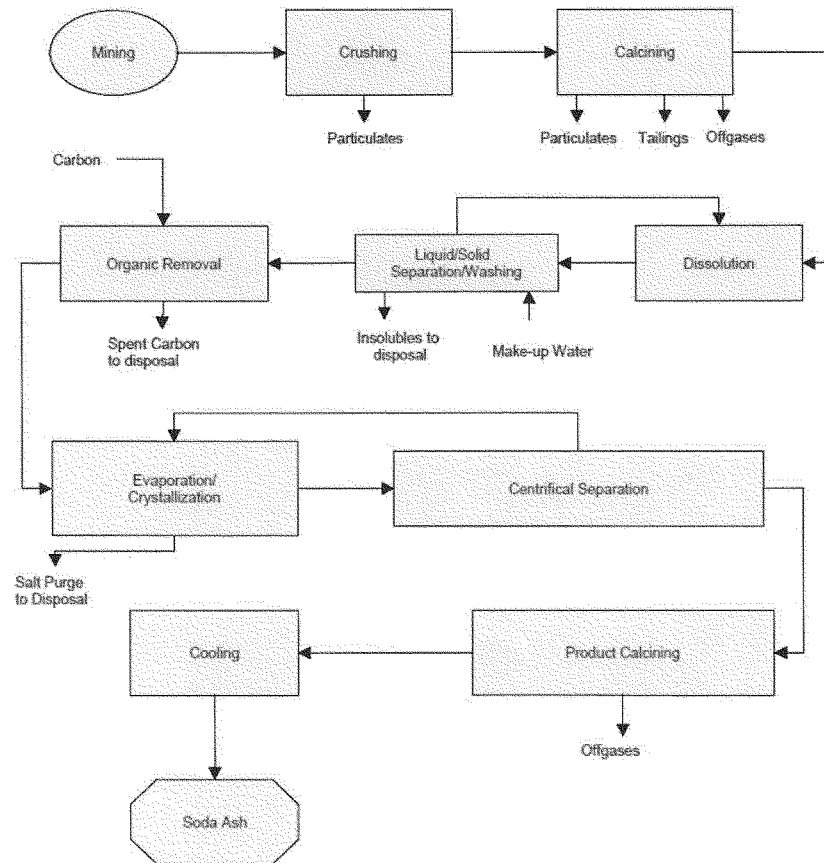 Mining
Crushing
Calcining
Particulates
Particulates
Tailings
Offgases
Carbon
Organic Removal
Liquid/Solid
Separation/Washing
Dissolution
Spent Carbon
to disposal
Insolubles to
disposal
Make-up Water
Evaporation/
Crystallization
Centrifical Separation
Salt Purge
to Disposal
Cooling
Product Calcining
Offgases
Soda Ash